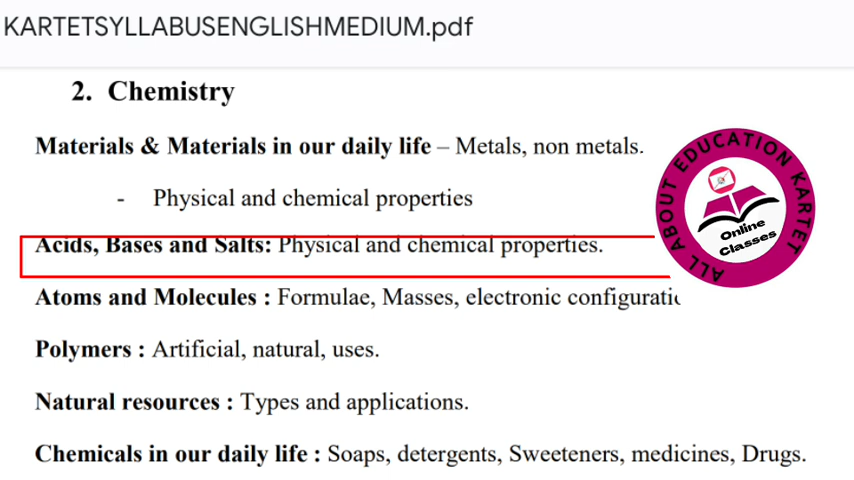 KARTETSYLLABUSENGLISHMEDIUM.pdf
2. Chemistry
Materials & Materials in our daily life – Metals, non metals.
- Physical and chemical properties
Acids, Bases and Salts: Physical and chemical properties.
Atoms and Molecules : Formulae, Masses, electronic
Polymers : Artificial, natural, uses.
Natural resources : Types and applications.
Chemicals in our daily life : Soaps, detergents, Sweeteners, medicines, Drugs.
ALL ABOUT EDUCATION KARTET
Online
Classes